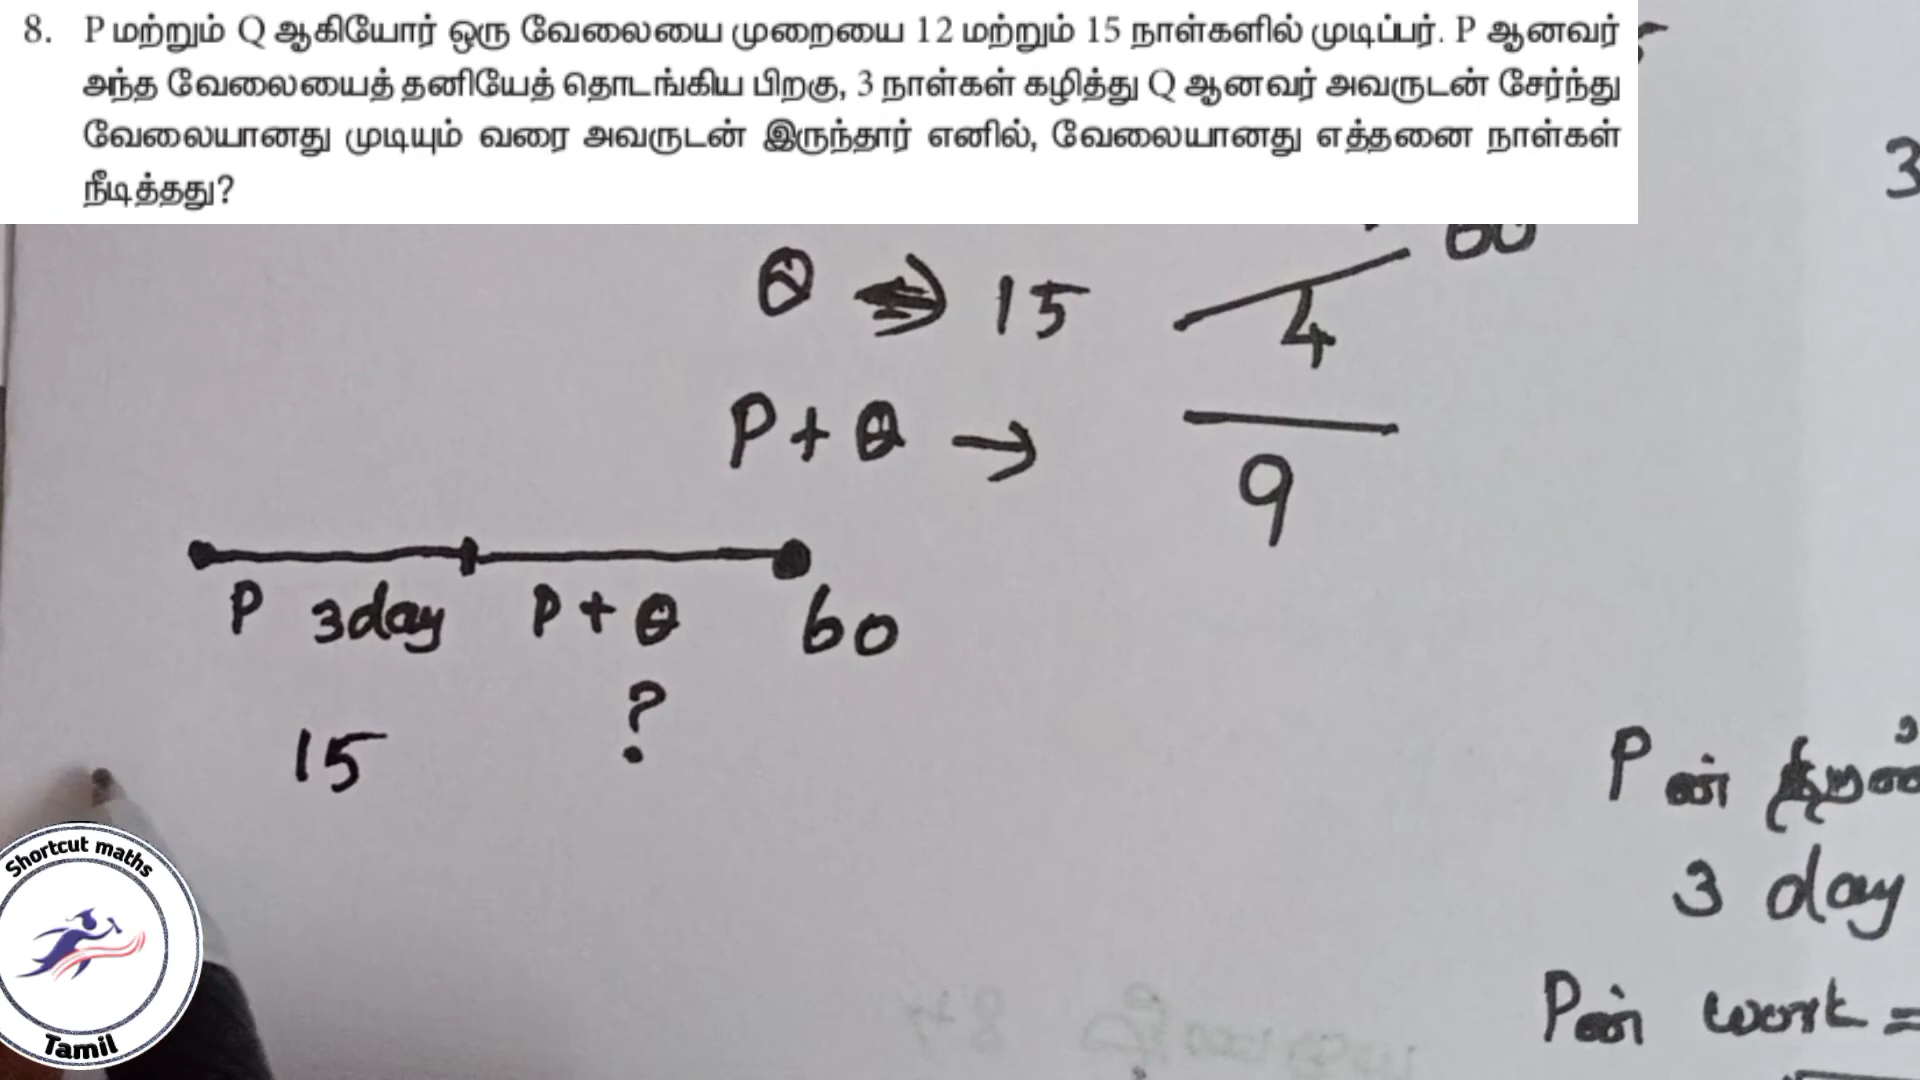 8. P மற்றும் Q ஆகியோர் ஒரு வேலையை முறையை 12 மற்றும் 15 நாள்களில் முடிப்பர். P ஆனவர்
அந்த வேலையைத் தனியேத் தொடங்கிய பிறகு, 3 நாள்கள் கழித்து Q ஆனவர் அவருடன் சேர்ந்து
வேலையானது முடியும் வரை அவருடன் இருந்தார் எனில், வேலையானது எத்தனை நாள்கள்
நீடித்தது?
3
60
Q ⇒ 15 4
P + Q → 9
P 3day P + Q 60
15 ?
P ன்
3 day
Pன் work =
Shortcut maths
Tamil